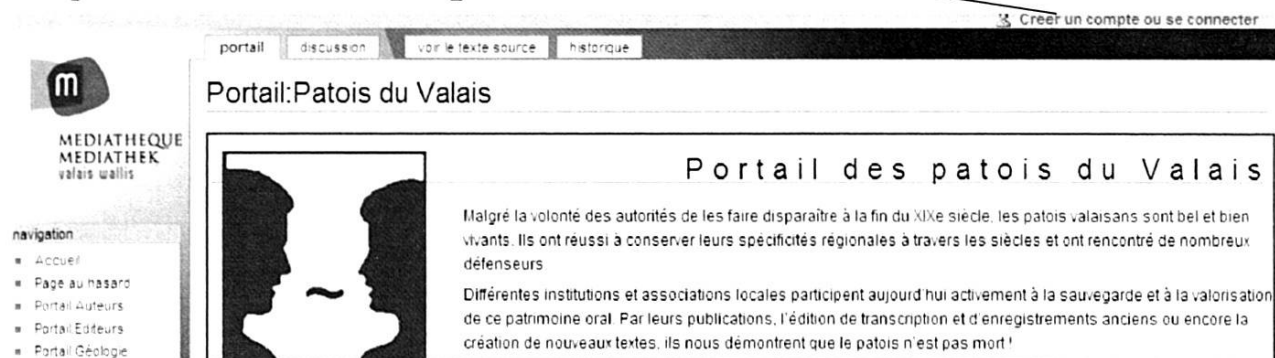 Créer un compte ou se connecter
portail discussion voir le texte source historique
Portail:Patois du Valais
m
MEDIATHEQUE
MEDIATHEK
valais wallis
navigation
Accueil
Page au hasard
Portail Auteurs
Portail Editeurs
Portail Géologie
Portail des patois du Valais
Malgré la volonté des autorités de les faire disparaître à la fin du XIXe siècle, les patois valaisans sont bel et bien
vivants. Ils ont réussi à conserver leurs spécificités régionales à travers les siècles et ont rencontré de nombreux
défenseurs
Différentes institutions et associations locales participent aujourd'hui activement à la sauvegarde et à la valorisation
de ce patrimoine oral. Par leurs publications, l'édition de transcription et d'enregistrements anciens ou encore la
création de nouveaux textes, ils nous démontrent que le patois n'est pas mort !